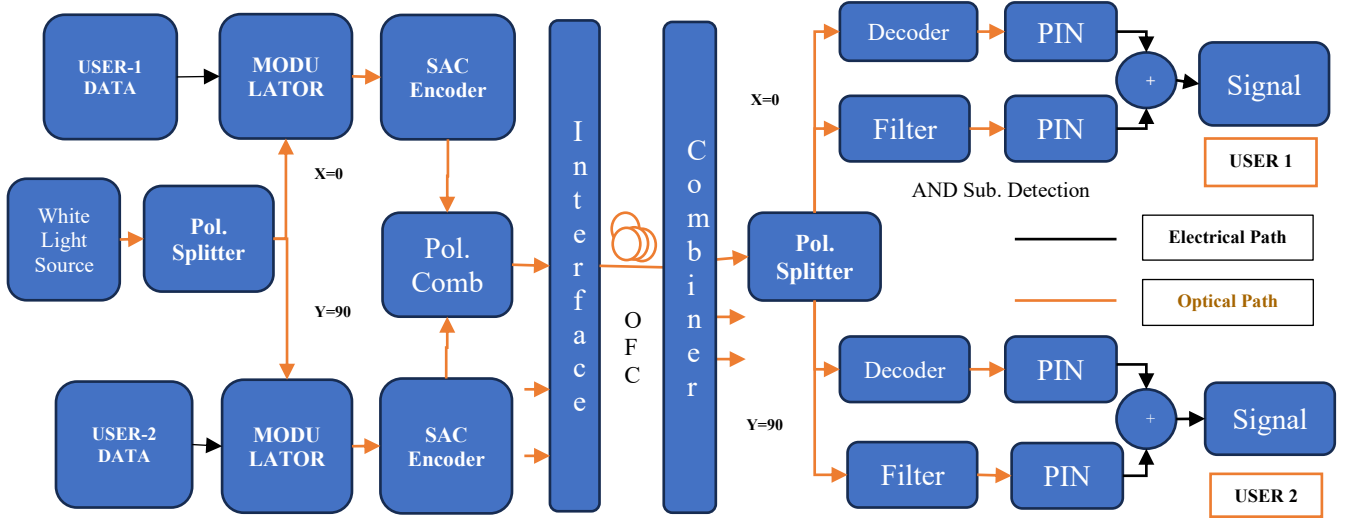 USER-1
DATA
MODU
LATOR
SAC
Encoder
X=0
White
Light
Source
Pol.
Splitter
Pol.
Comb
Y=90
USER-2
DATA
MODU
LATOR
SAC
Encoder
I
n
t
e
r
f
a
c
e
O
F
C
C
o
m
b
i
n
e
r
Pol.
Splitter
X=0
Decoder
PIN
+
Signal
Filter
PIN
USER 1
AND Sub. Detection
Electrical Path
Optical Path
Y=90
Decoder
PIN
+
Signal
Filter
PIN
USER 2